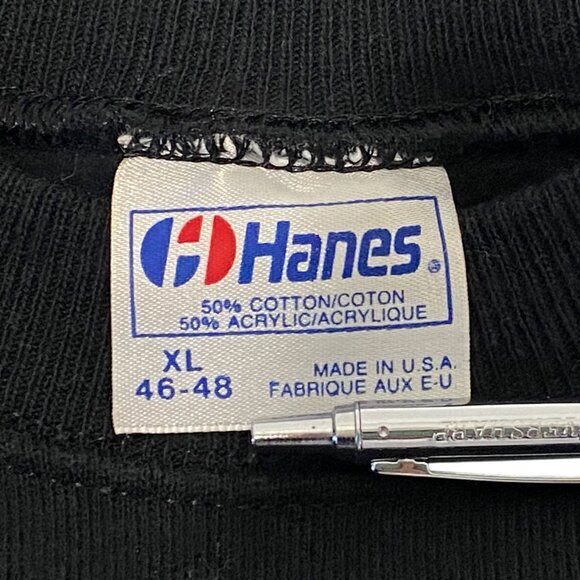 Hanes®
50% COTTON/COTON
50% ACRYLIC/ACRYLIQUE
XL
46-48
MADE IN U.S.A.
FABRIQUE AUX E-U